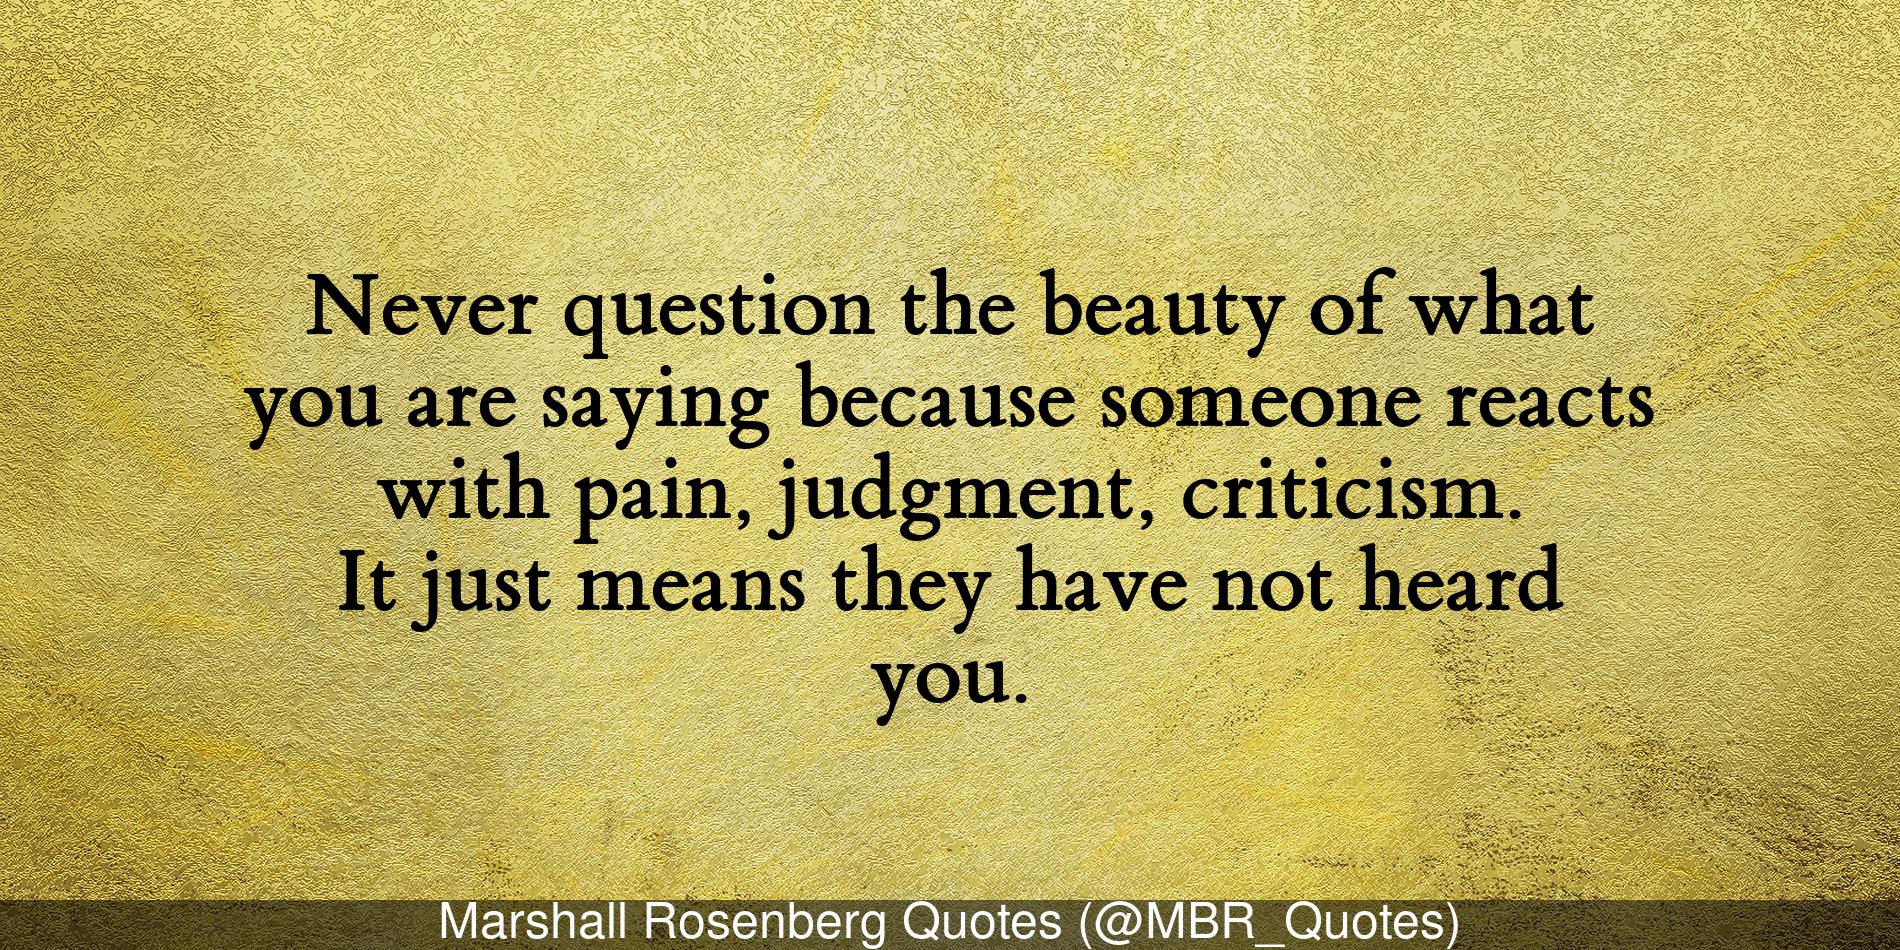 Never question the beauty of what
you are saying because someone reacts
with pain, judgment, criticism.
It just means they have not heard
you.
Marshall Rosenberg Quotes (@MBR_Quotes)